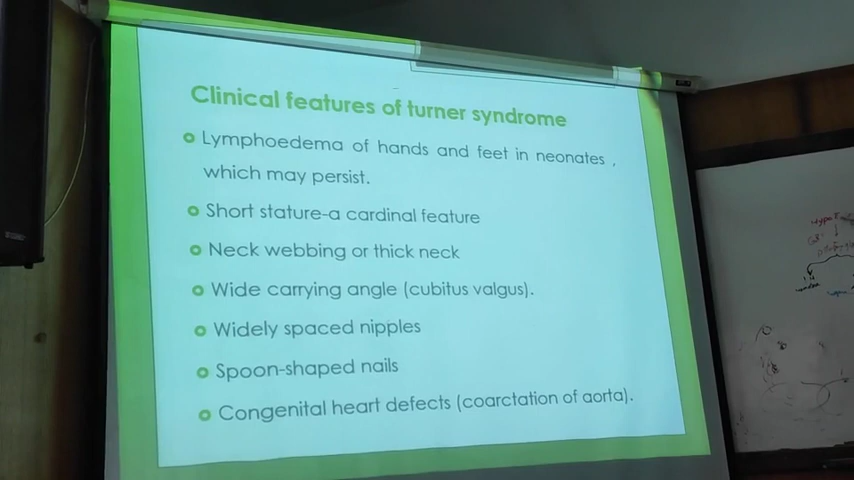 Clinical features of turner syndrome
Lymphoedema of hands and feet in neonates ,
which may persist.
Short stature-a cardinal feature
Neck webbing or thick neck
Wide carrying angle (cubitus valgus).
Widely spaced nipples
Spoon-shaped nails
Congenital heart defects (coarctation of aorta).